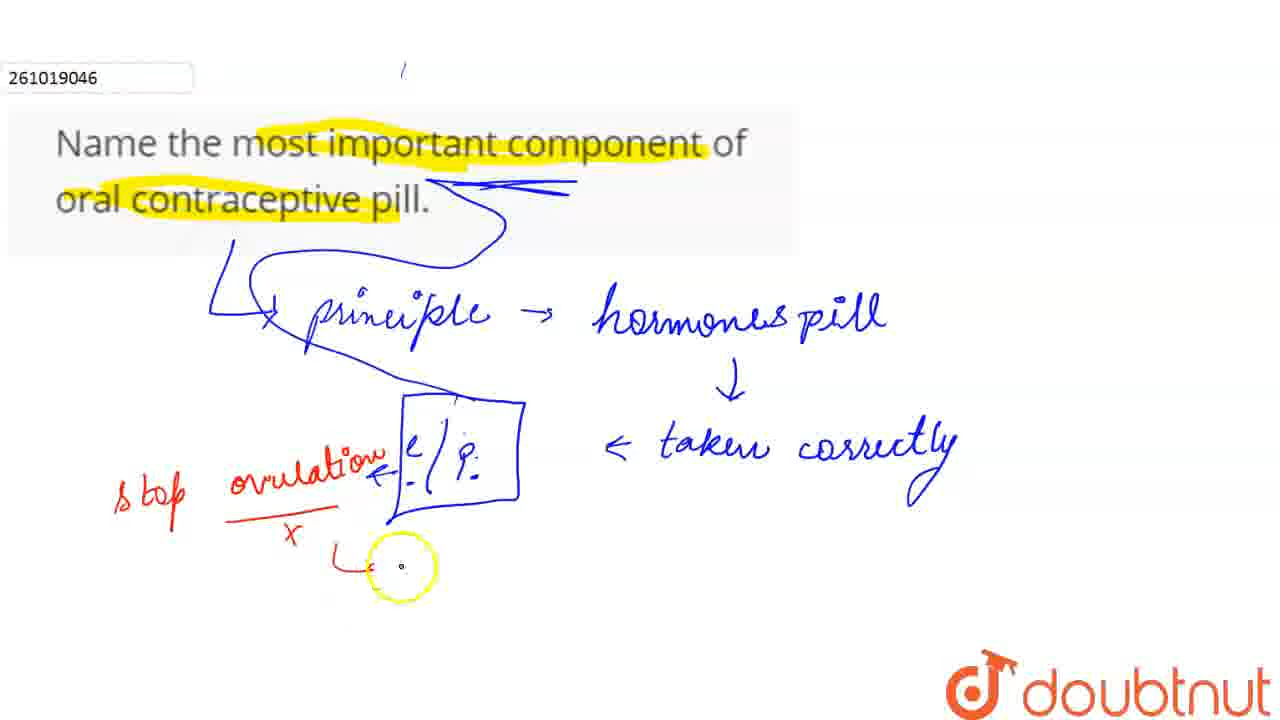 261019046
Name the most important component of
oral contraceptive pill.
principle → hormones pill
e/p. ← taken correctly
stop ovulation ←
x
doubtnut